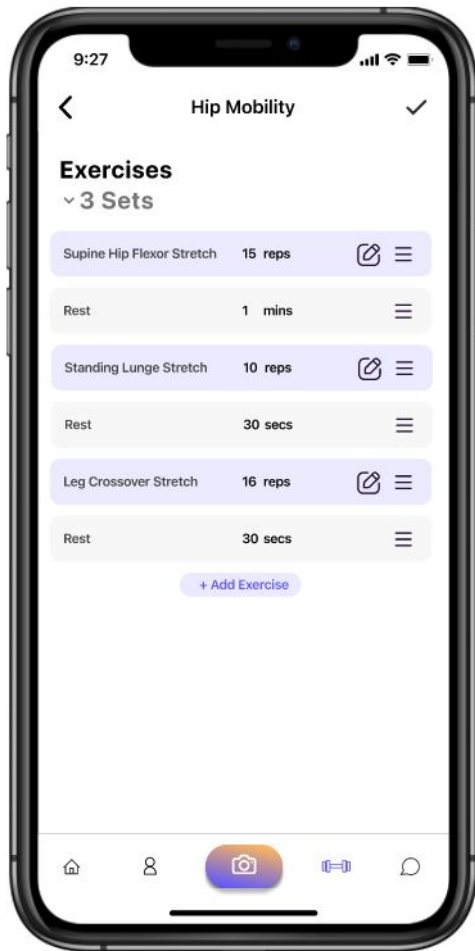 9:27
Hip Mobility
Exercises
3 Sets
Supine Hip Flexor Stretch 15 reps
Rest 1 mins
Standing Lunge Stretch 10 reps
Rest 30 secs
Leg Crossover Stretch 16 reps
Rest 30 secs
+ Add Exercise